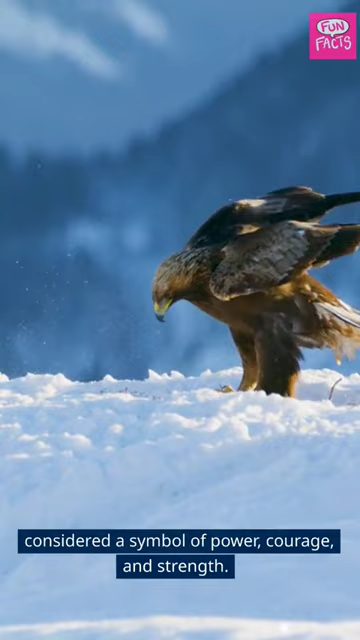 FUN
FACTS
considered a symbol of power, courage,
and strength.